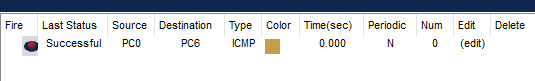 Fire Last Status Source Destination Type Color Time(sec) Periodic Num Edit Delete
Successful PC0 PC6 ICMP 0.000 N 0 (edit)